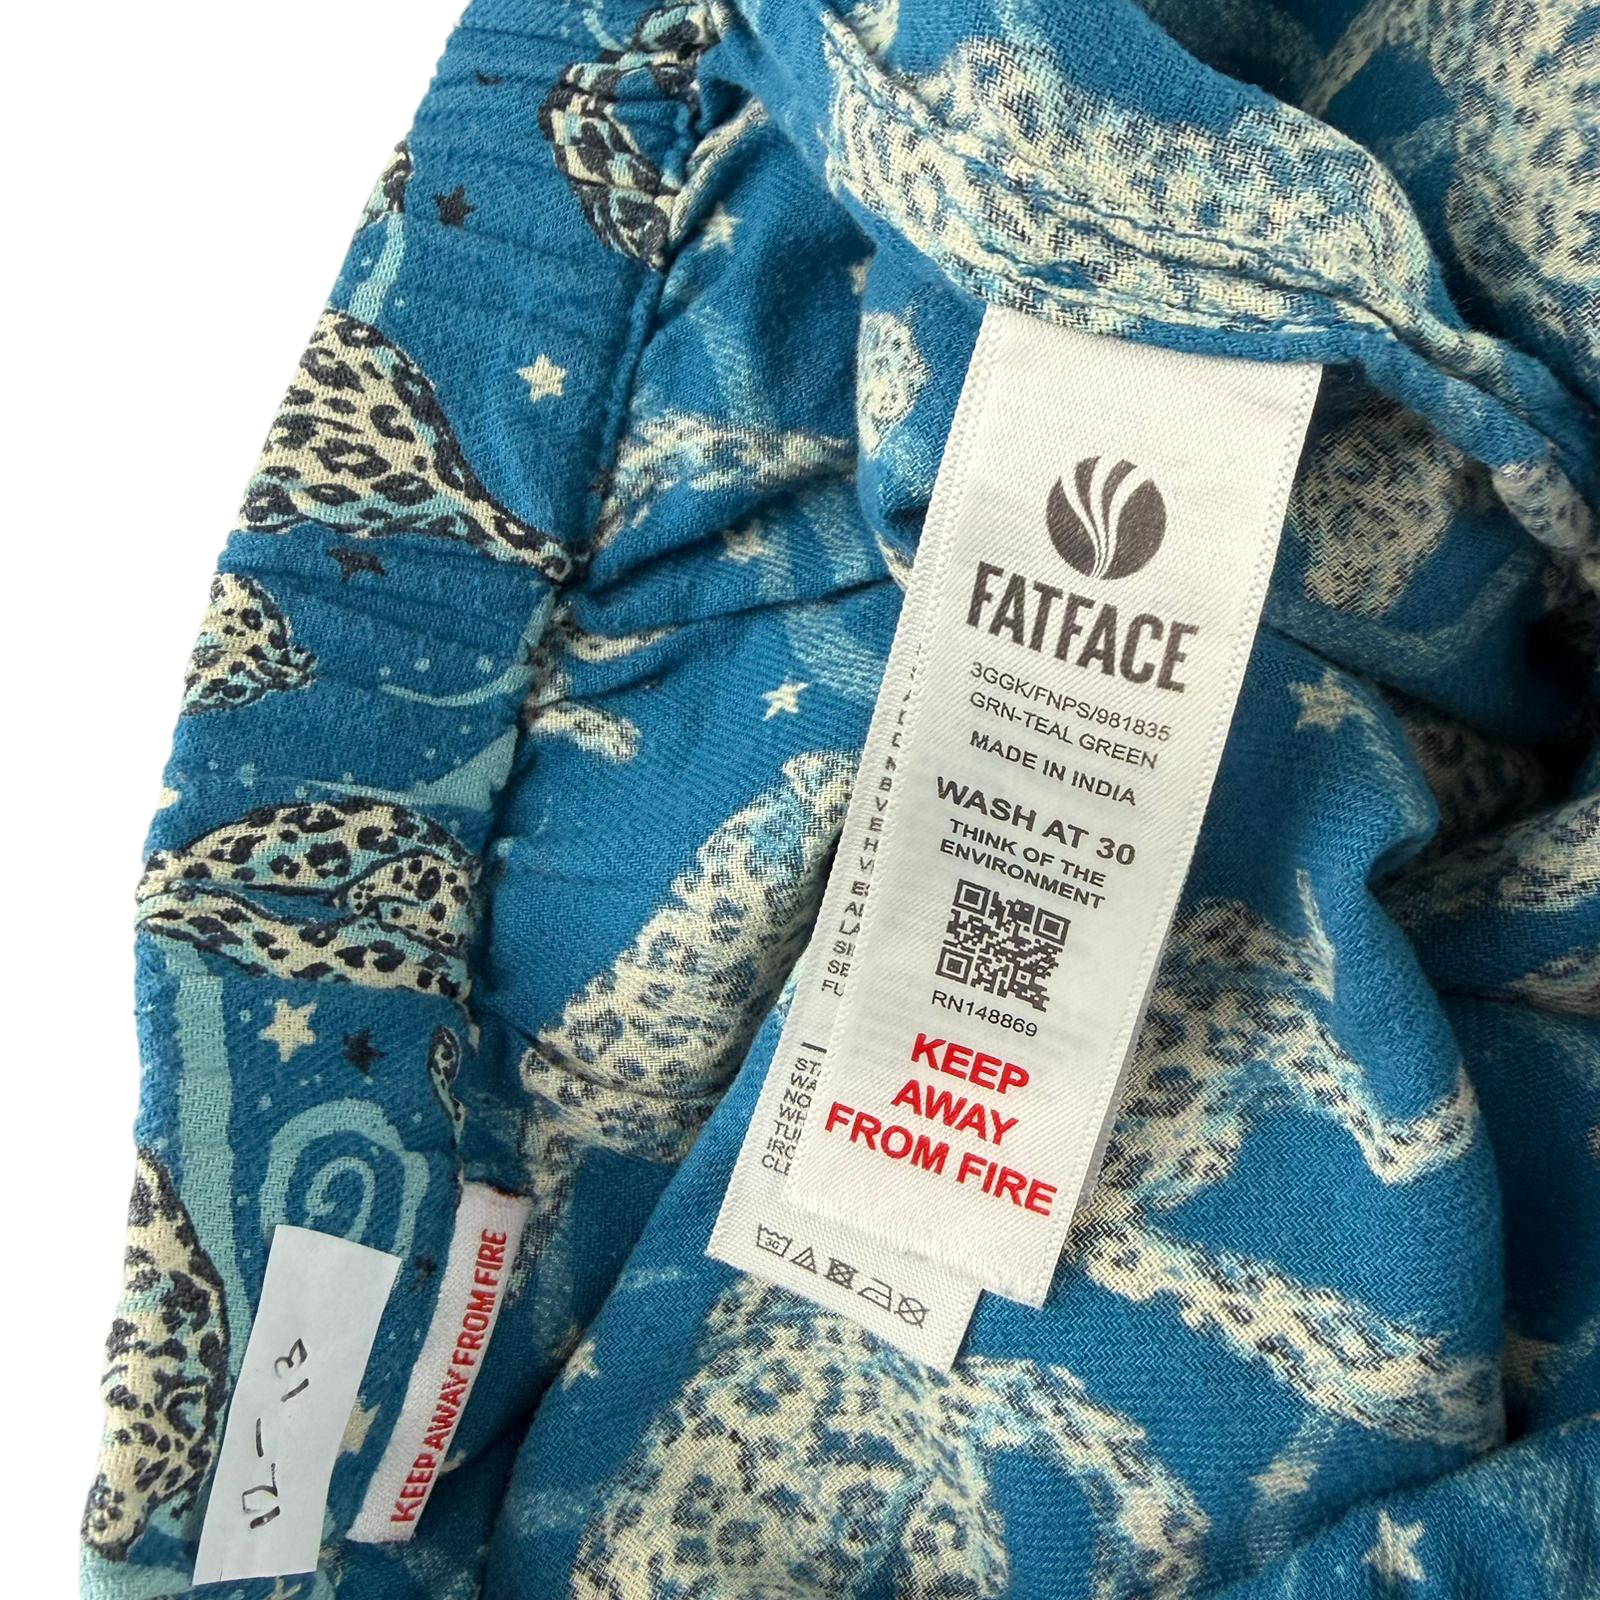 FATFACE
3GGK/FNPS/981835
GRN-TEAL GREEN
MADE IN INDIA
WASH AT 30
THINK OF THE
ENVIRONMENT
RN148869
KEEP
AWAY
FROM FIRE
30
KEEP AWAY FROM FIRE
12-13